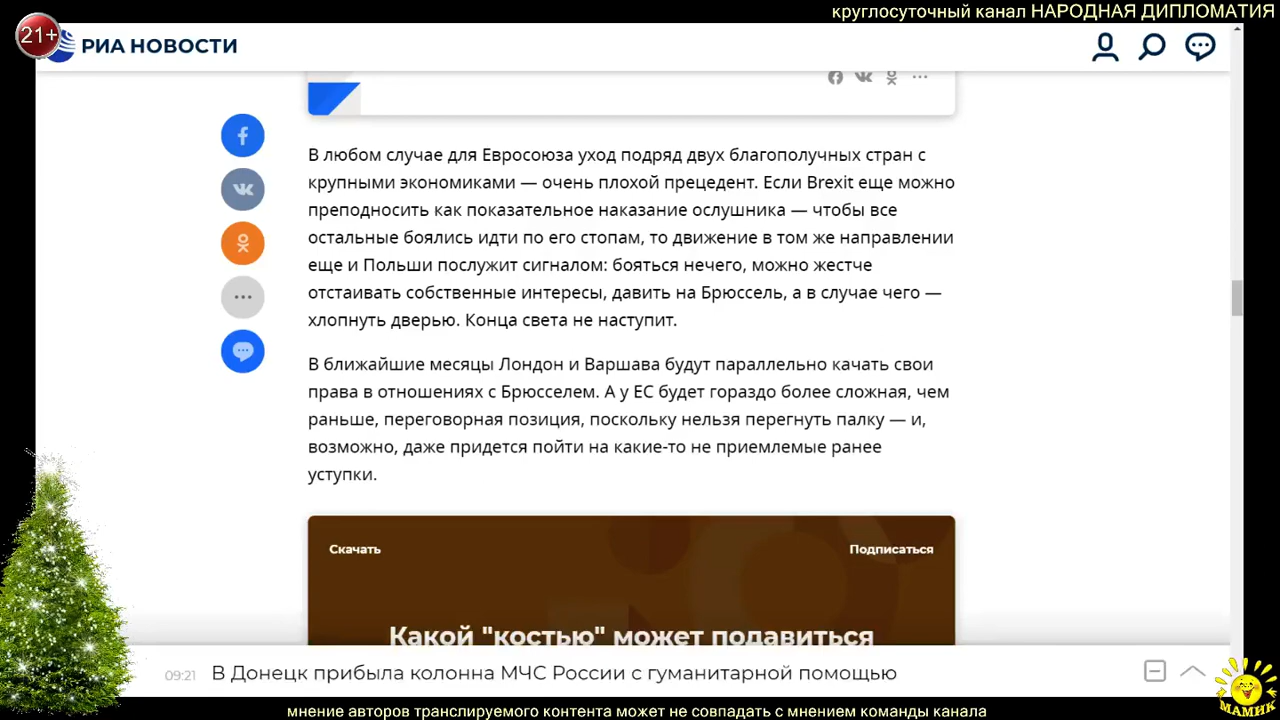 круглосуточный канал НАРОДНАЯ ДИПЛОМАТИЯ
21+
РИА НОВОСТИ
В любом случае для Евросоюза уход подряд двух благополучных стран с
крупными экономиками — очень плохой прецедент. Если Brexit еще можно
преподносить как показательное наказание ослушника — чтобы все
остальные боялись идти по его стопам, то движение в том же направлении
еще и Польши послужит сигналом: бояться нечего, можно жестче
отстаивать собственные интересы, давить на Брюссель, а в случае чего —
хлопнуть дверью. Конца света не наступит.
В ближайшие месяцы Лондон и Варшава будут параллельно качать свои
права в отношениях с Брюсселем. А у ЕС будет гораздо более сложная, чем
раньше, переговорная позиция, поскольку нельзя перегнуть палку — и,
возможно, даже придется пойти на какие-то не приемлемые ранее
уступки.
Скачать
Подписаться
Какой "костью" может подавиться
09:21 В Донецк прибыла колонна МЧС России с гуманитарной помощью
МАМИК
мнение авторов транслируемого контента может не совпадать с мнением команды канала